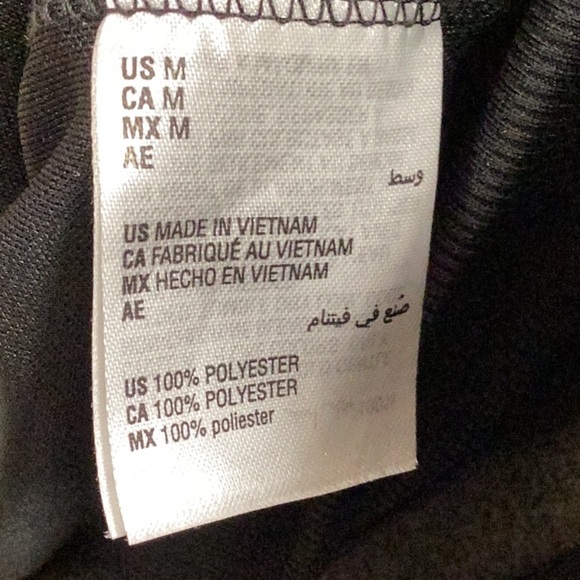 US M
CA M
MX M
AE
وسط
US MADE IN VIETNAM
CA FABRIQUÉ AU VIETNAM
MX HECHO EN VIETNAM
AE
صُنع في فيتنام
US 100% POLYESTER
CA 100% POLYESTER
MX 100% poliester